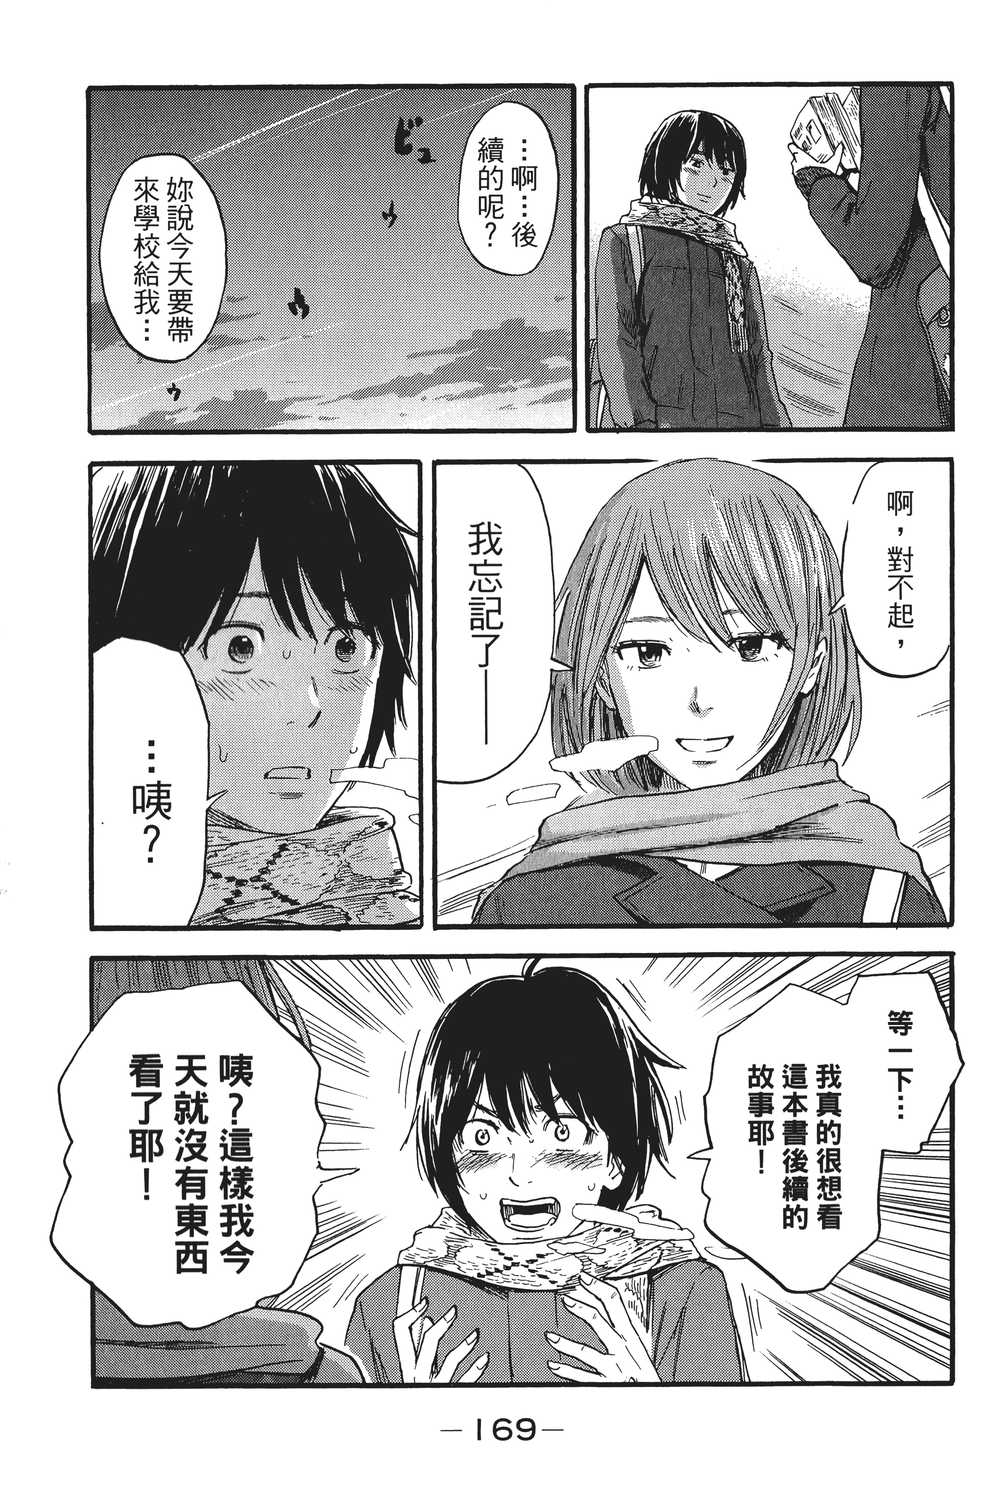 …啊…後
續的呢？
ビュ
ウ
ウ
ゥ
妳說今天要帶
來學校給我…
啊，對不起，
我忘記了——
…咦？
等一下…
我真的很想看
這本書後續的
故事耶！
咦？這樣我今
天就沒有東西
看了耶！
—169—